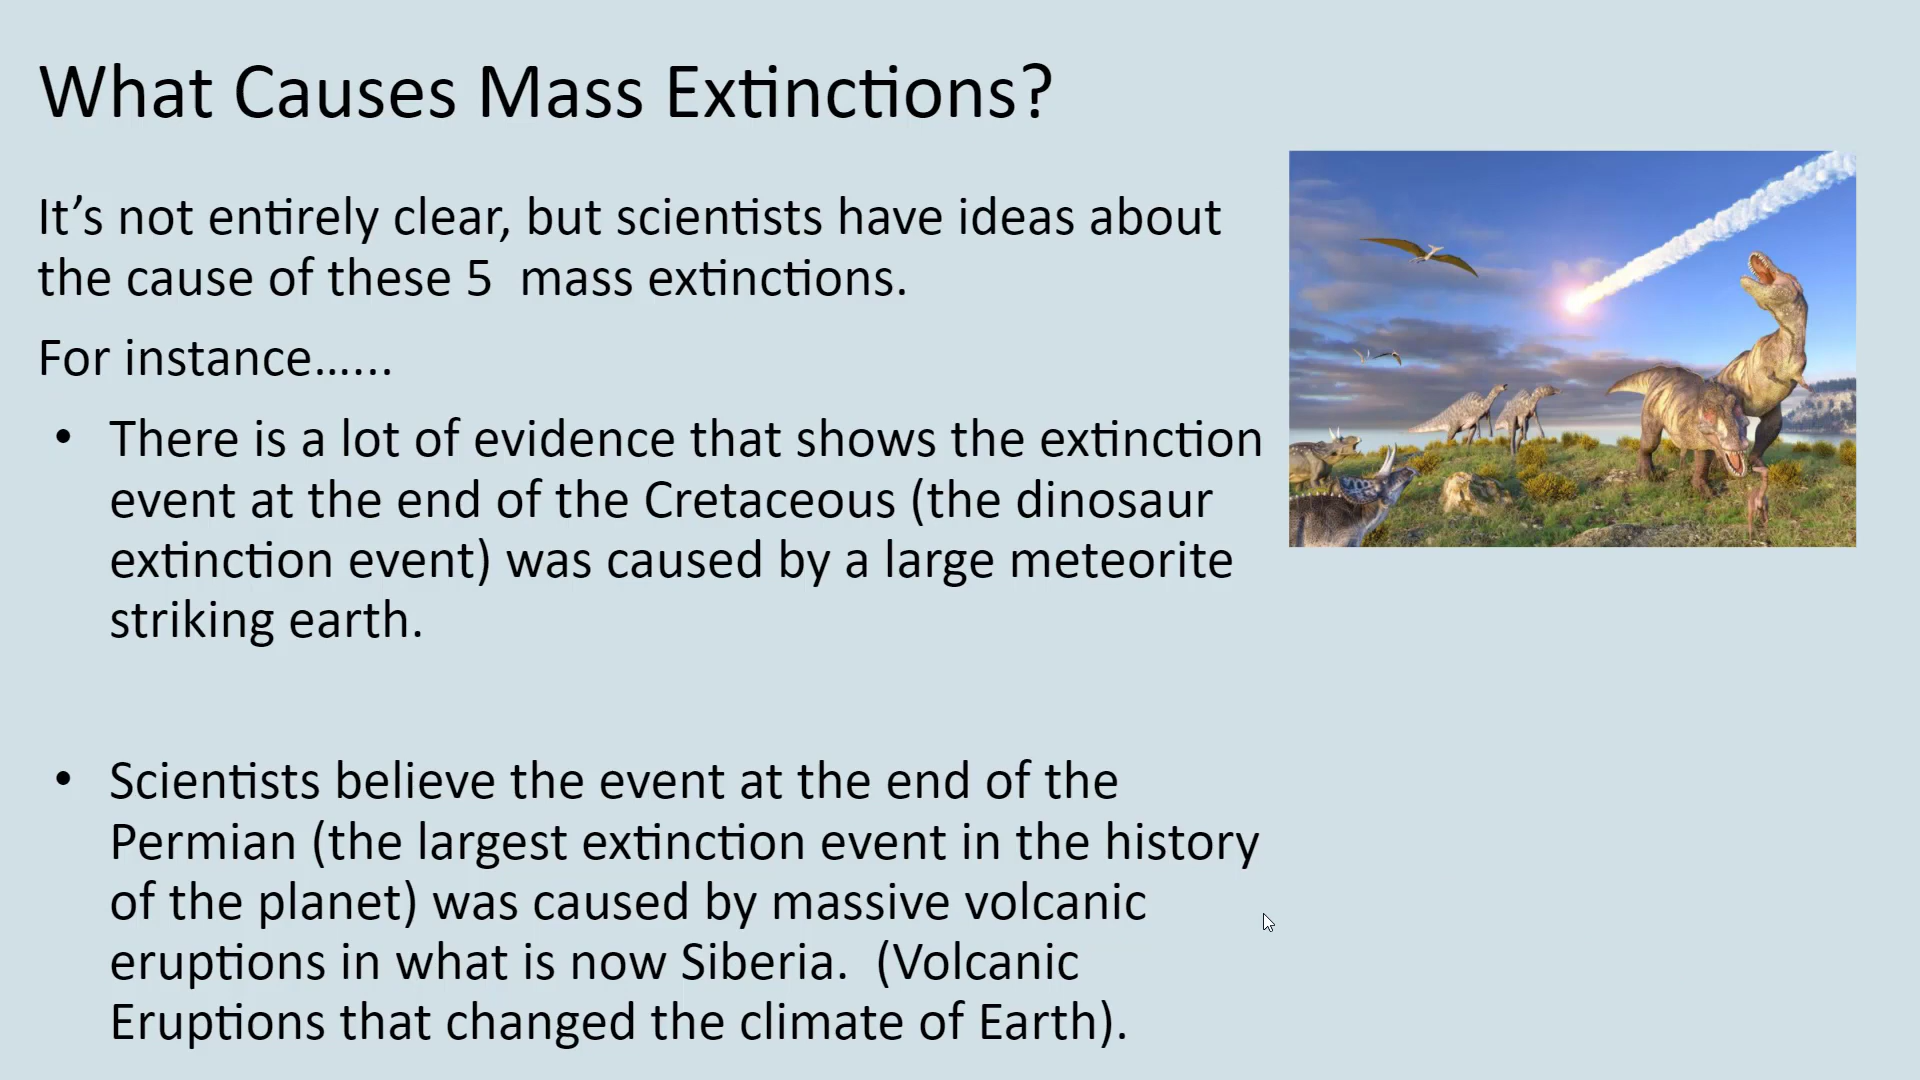 What Causes Mass Extinctions?
It’s not entirely clear, but scientists have ideas about
the cause of these 5  mass extinctions.
For instance......
• There is a lot of evidence that shows the extinction
event at the end of the Cretaceous (the dinosaur
extinction event) was caused by a large meteorite
striking earth.
• Scientists believe the event at the end of the
Permian (the largest extinction event in the history
of the planet) was caused by massive volcanic
eruptions in what is now Siberia.  (Volcanic
Eruptions that changed the climate of Earth).